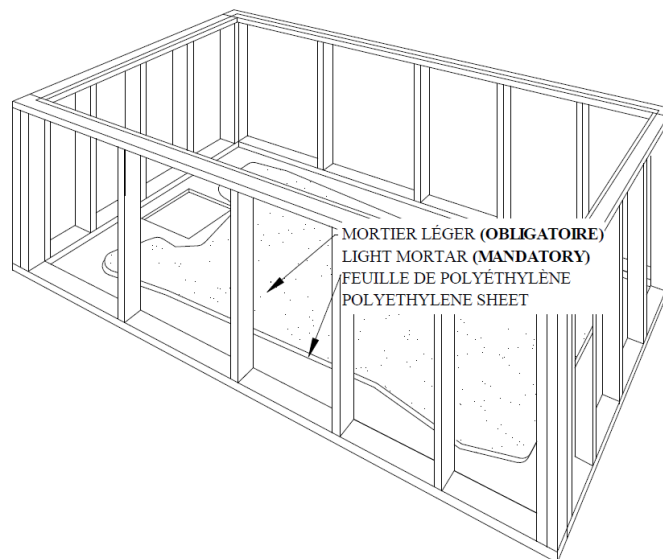 MORTIER LÉGER (OBLIGATOIRE)
LIGHT MORTAR (MANDATORY)
FEUILLE DE POLYÉTHYLÈNE
POLYETHYLENE SHEET